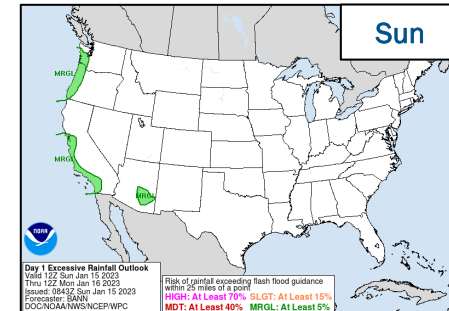 Sun
MRGL
MRGL
MRGL
NOAA
Day 1 Excessive Rainfall Outlook
Valid 12Z Sun Jan 15 2023
Thru 12Z Mon Jan 16 2023
Issued: 0843Z Sun Jan 15 2023
Forecaster: BANN
DOC/NOAA/NWS/NCEP/WPC
Risk of rainfall exceeding flash flood guidance
within 25 miles of a point
HIGH: At Least 70% SLGT: At Least 15%
MDT: At Least 40% MRGL: At Least 5%